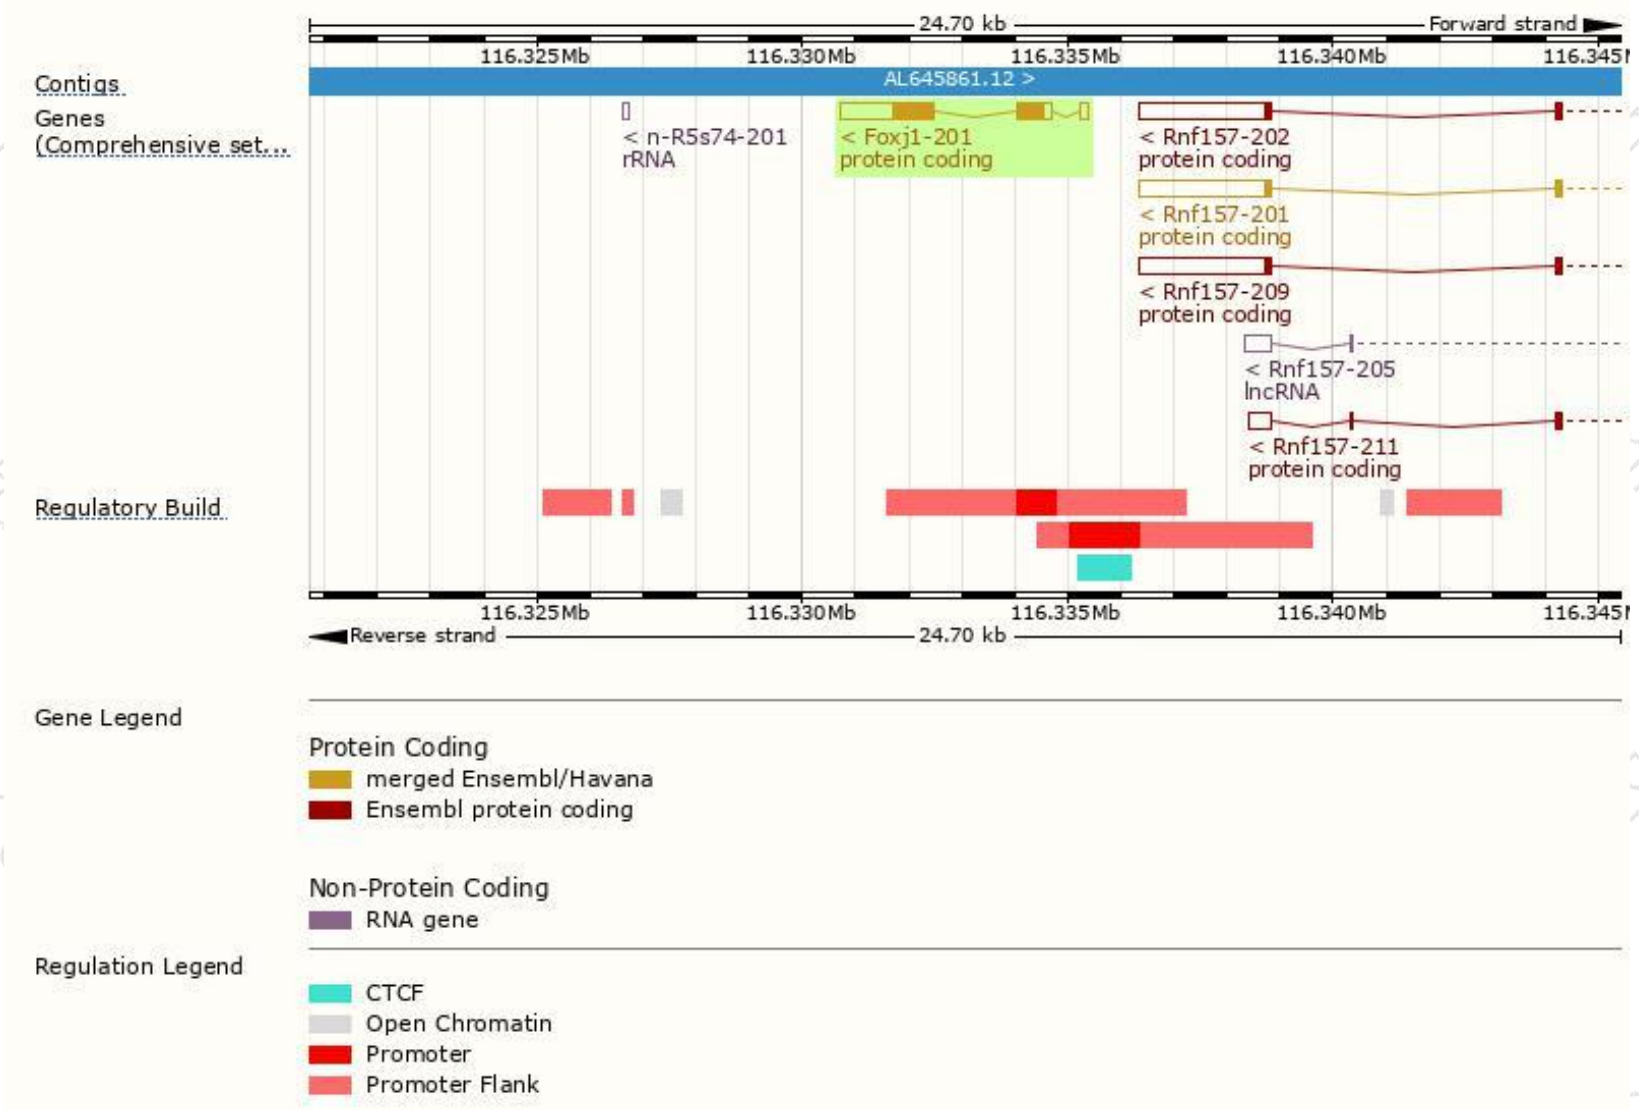 24.70 kb Forward strand
116.325Mb 116.330Mb 116.335Mb 116.340Mb 116.345M
Contigs AL645861.12 >
Genes
(Comprehensive set...
< n-R5s74-201
rRNA
< Foxj1-201
protein coding
< Rnf157-202
protein coding
< Rnf157-201
protein coding
< Rnf157-209
protein coding
< Rnf157-205
lncRNA
< Rnf157-211
protein coding
Regulatory Build
116.325Mb 116.330Mb 116.335Mb 116.340Mb 116.345M
Reverse strand 24.70 kb
Gene Legend
Protein Coding
merged Ensembl/Havana
Ensembl protein coding
Non-Protein Coding
RNA gene
Regulation Legend
CTCF
Open Chromatin
Promoter
Promoter Flank